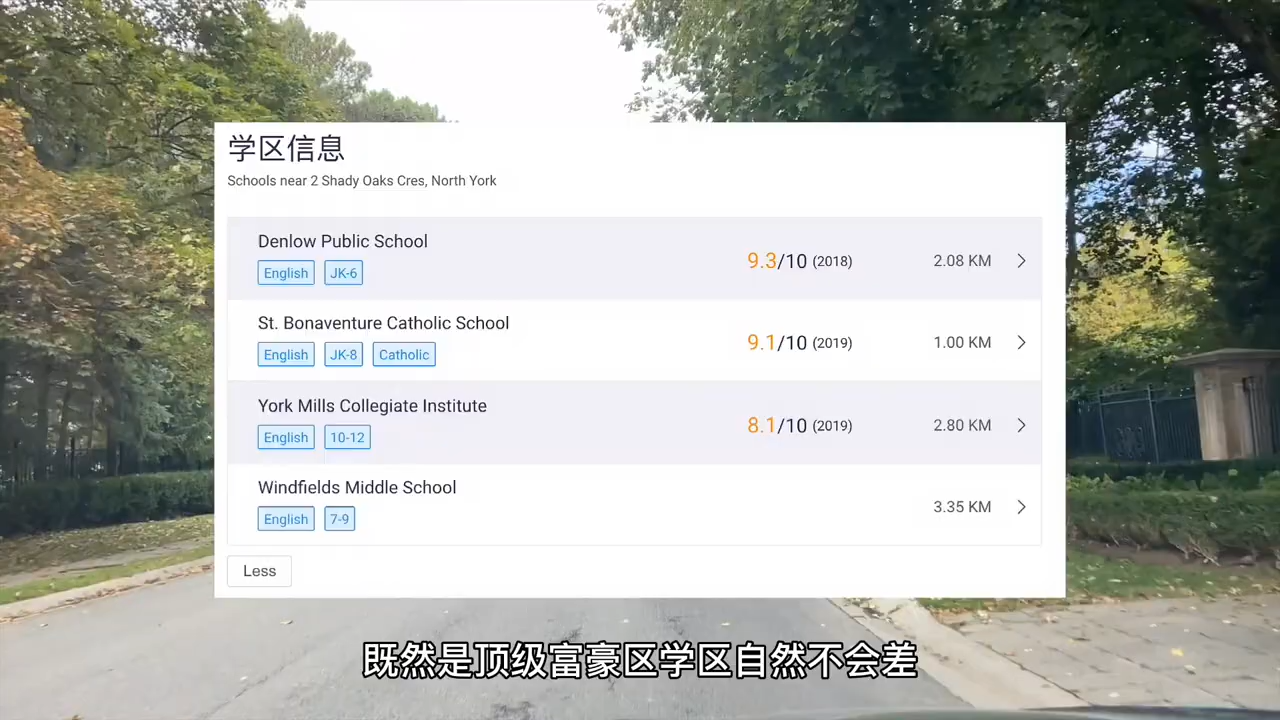 学区信息
Schools near 2 Shady Oaks Cres, North York
Denlow Public School
English JK-6
9.3/10 (2018) 2.08 KM
St. Bonaventure Catholic School
English JK-8 Catholic
9.1/10 (2019) 1.00 KM
York Mills Collegiate Institute
English 10-12
8.1/10 (2019) 2.80 KM
Windfields Middle School
English 7-9
3.35 KM
Less
既然是顶级富豪区学区自然不会差